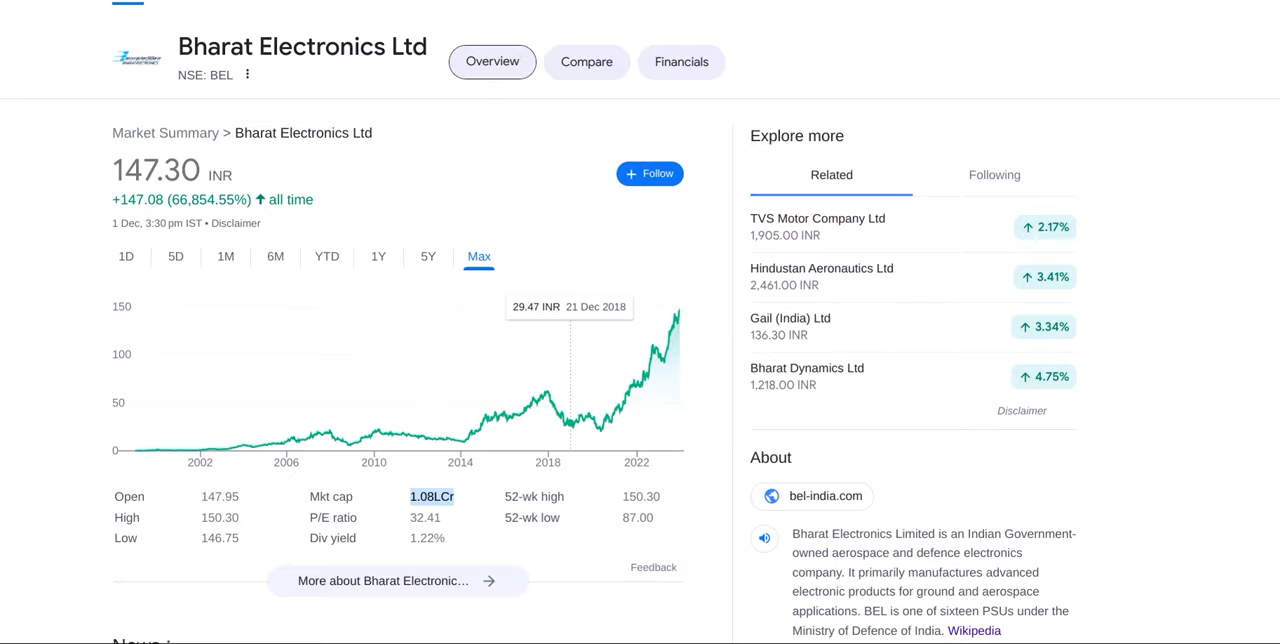 Bharat Electronics Ltd
NSE: BEL
Overview
Compare
Financials
Market Summary > Bharat Electronics Ltd
147.30 INR
+ Follow
+147.08 (66,854.55%) ↑ all time
1 Dec, 3:30 pm IST • Disclaimer
1D 5D 1M 6M YTD 1Y 5Y Max
29.47 INR 21 Dec 2018
150
100
50
0
2002 2006 2010 2014 2018 2022
Open 147.95 Mkt cap 1.08LCr 52-wk high 150.30
High 150.30 P/E ratio 32.41 52-wk low 87.00
Low 146.75 Div yield 1.22%
Feedback
More about Bharat Electronic... →
Explore more
Related Following
TVS Motor Company Ltd
1,905.00 INR
↑ 2.17%
Hindustan Aeronautics Ltd
2,461.00 INR
↑ 3.41%
Gail (India) Ltd
136.30 INR
↑ 3.34%
Bharat Dynamics Ltd
1,218.00 INR
↑ 4.75%
Disclaimer
About
bel-india.com
Bharat Electronics Limited is an Indian Government-
owned aerospace and defence electronics
company. It primarily manufactures advanced
electronic products for ground and aerospace
applications. BEL is one of sixteen PSUs under the
Ministry of Defence of India. Wikipedia